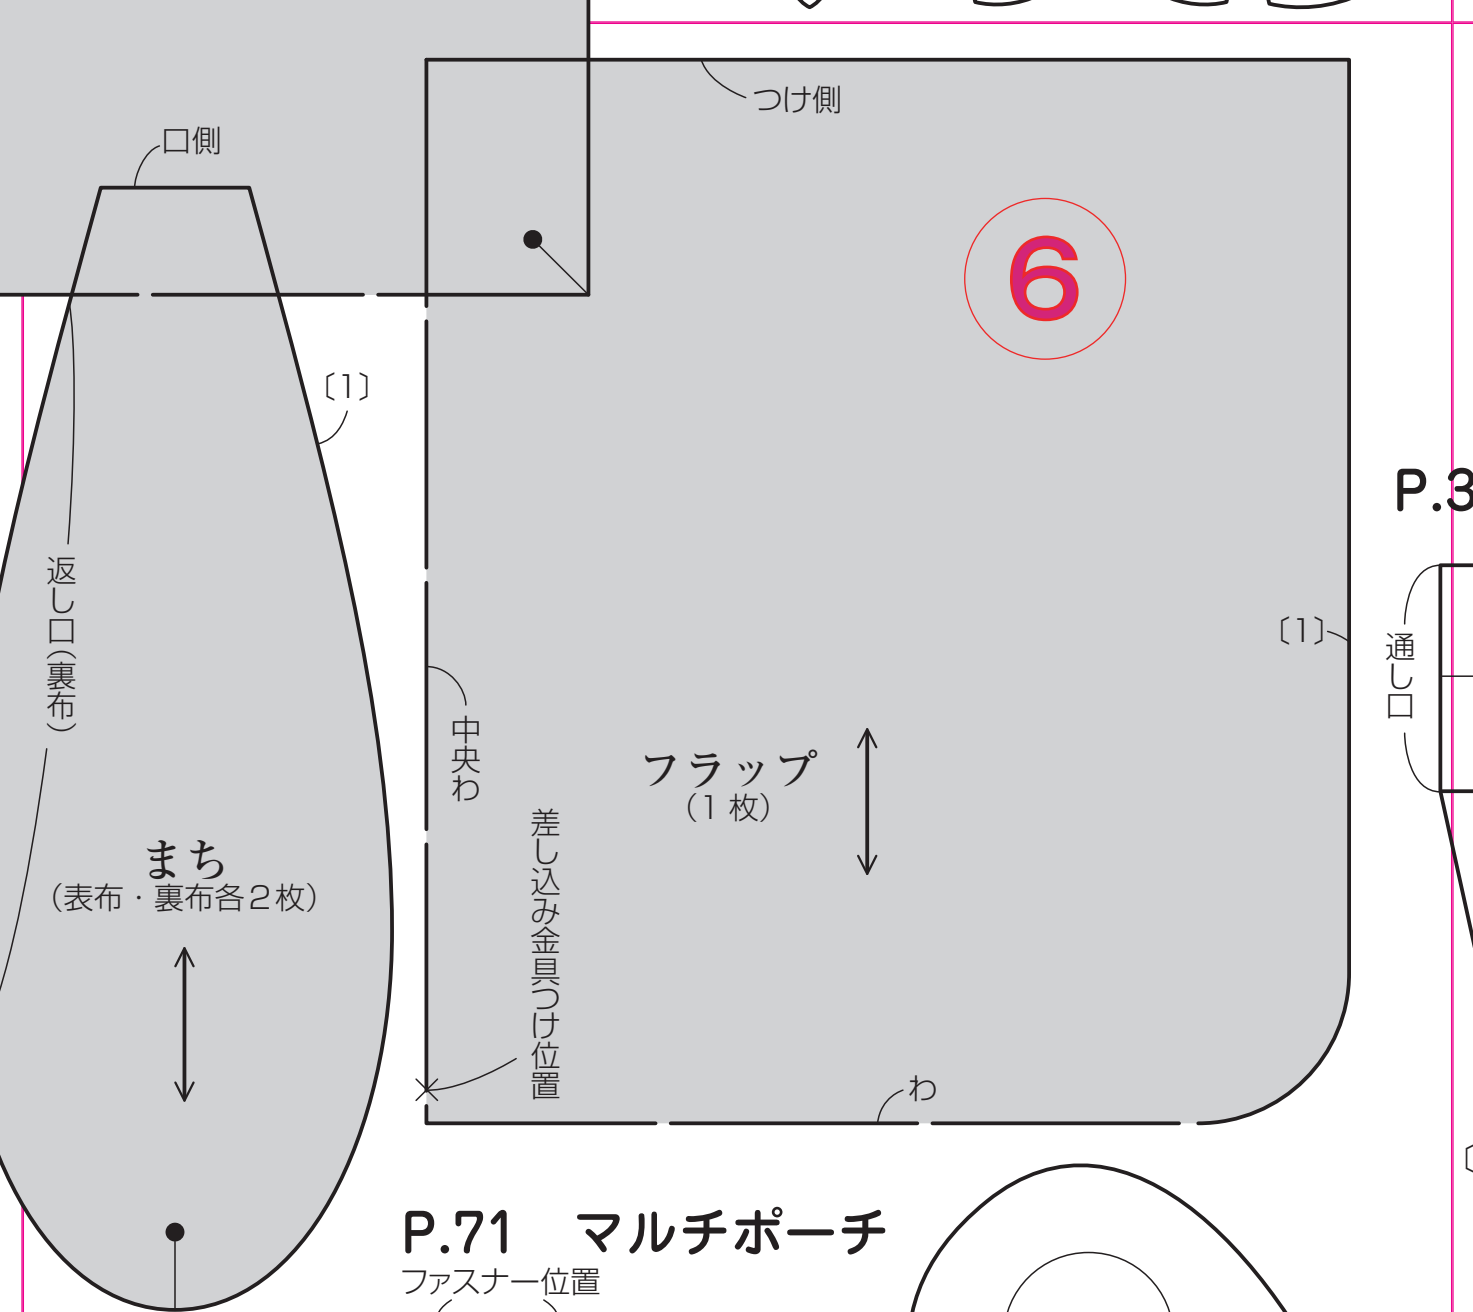 つけ側
口側
6
〔1〕
P.3
返し口(裏布)
〔1〕
通し口
中央わ
フラップ
(1枚)
差し込み金具つけ位置
まち
(表布・裏布各2枚)
わ
P.71 マルチポーチ
ファスナー位置